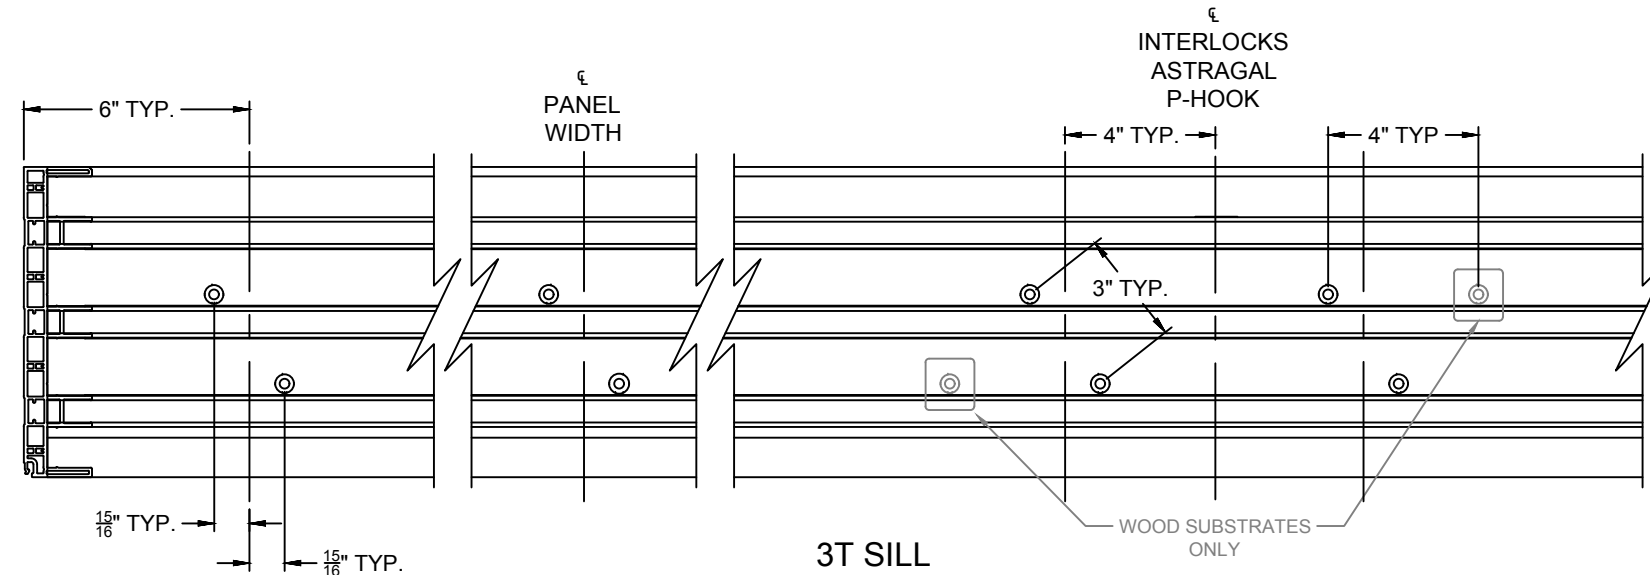 ℄
INTERLOCKS
ASTRAGAL
P-HOOK
℄
PANEL
WIDTH
6" TYP.
4" TYP.
4" TYP
3" TYP.
15/16" TYP.
15/16" TYP.
WOOD SUBSTRATES
ONLY
3T SILL